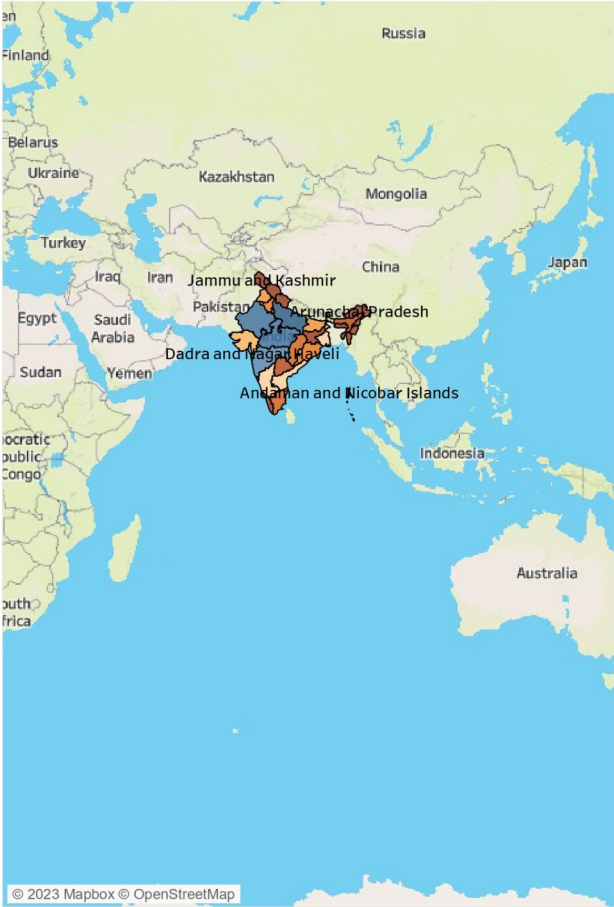 en
Russia
Finland
Belarus
Ukraine
Kazakhstan
Mongolia
Turkey
China
Japan
Iraq
Iran
Jammu and Kashmir
Pakistan
Egypt
Saudi
Arabia
Arunachal Pradesh
India
Dadra and Nagar Haveli
Sudan
Yemen
Andaman and Nicobar Islands
ocratic
public
Congo
Indonesia
Australia
outh
frica
© 2023 Mapbox © OpenStreetMap